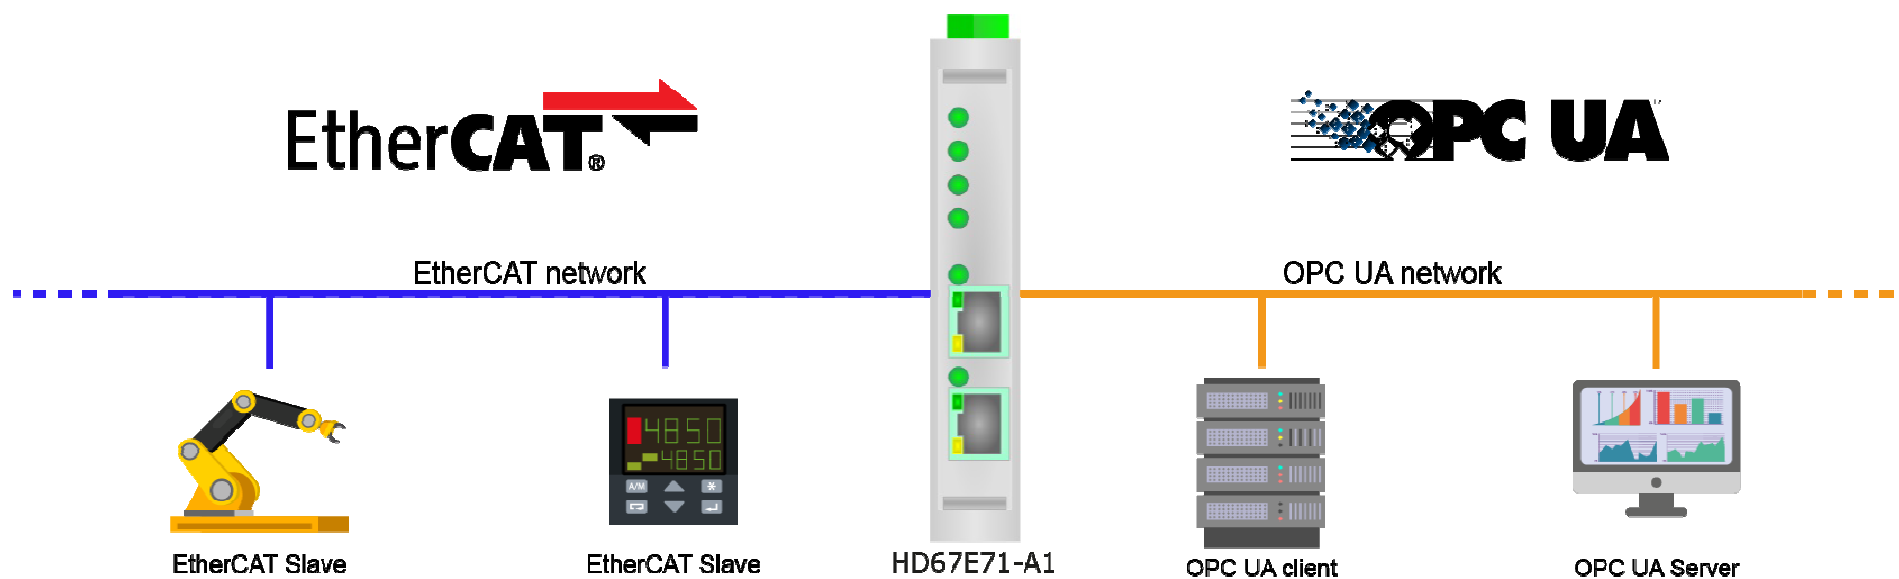 EtherCAT®
OPC UA
EtherCAT network
OPC UA network
4850
4850
A/M
*
EtherCAT Slave
EtherCAT Slave
HD67E71-A1
OPC UA client
OPC UA Server